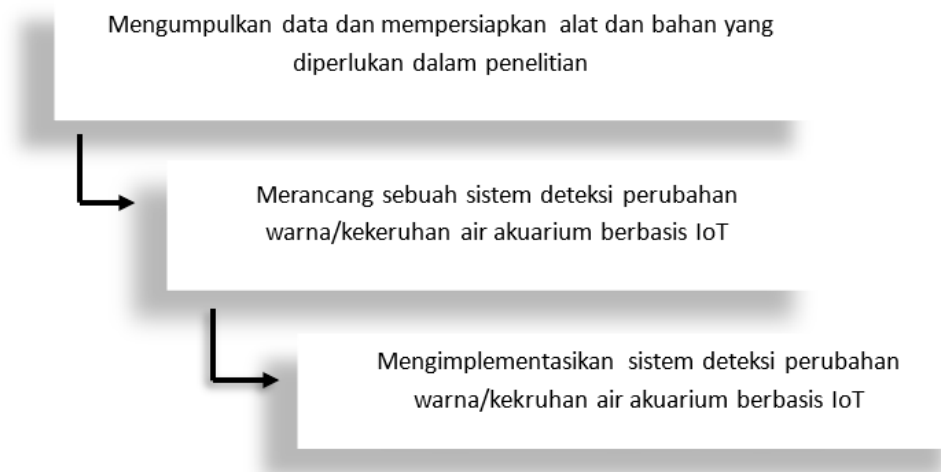 Mengumpulkan data dan mempersiapkan alat dan bahan yang
diperlukan dalam penelitian
Merancang sebuah sistem deteksi perubahan
warna/kekeruhan air akuarium berbasis IoT
Mengimplementasikan sistem deteksi perubahan
warna/kekruhan air akuarium berbasis IoT